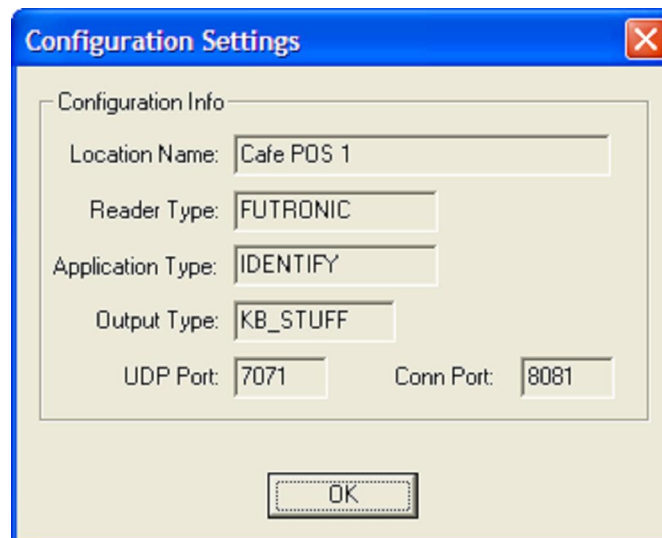 Configuration Settings
Configuration Info
Location Name: Cafe POS 1
Reader Type: FUTRONIC
Application Type: IDENTIFY
Output Type: KB_STUFF
UDP Port: 7071 Conn Port: 8081
OK